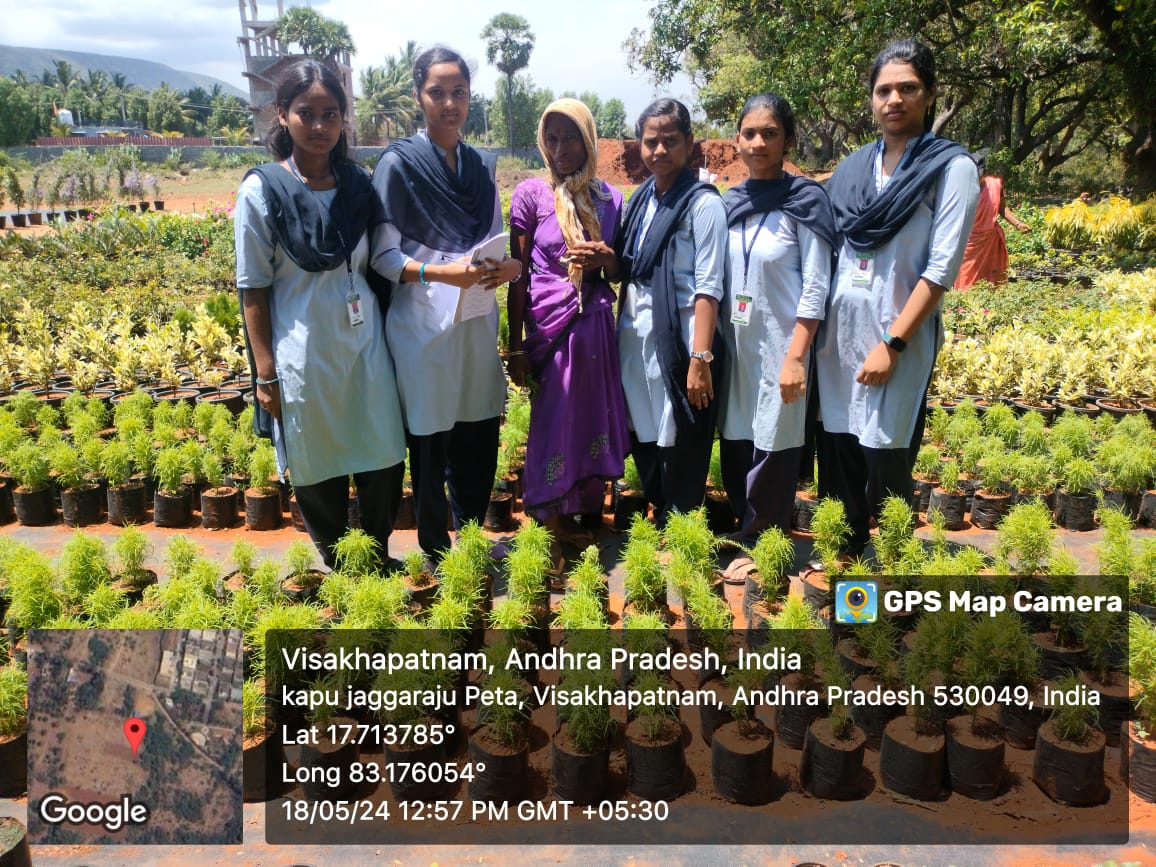 GPS Map Camera
Visakhapatnam, Andhra Pradesh, India
kapu jaggaraju Peta, Visakhapatnam, Andhra Pradesh 530049, India
Lat 17.713785°
Long 83.176054°
18/05/24 12:57 PM GMT +05:30
Google